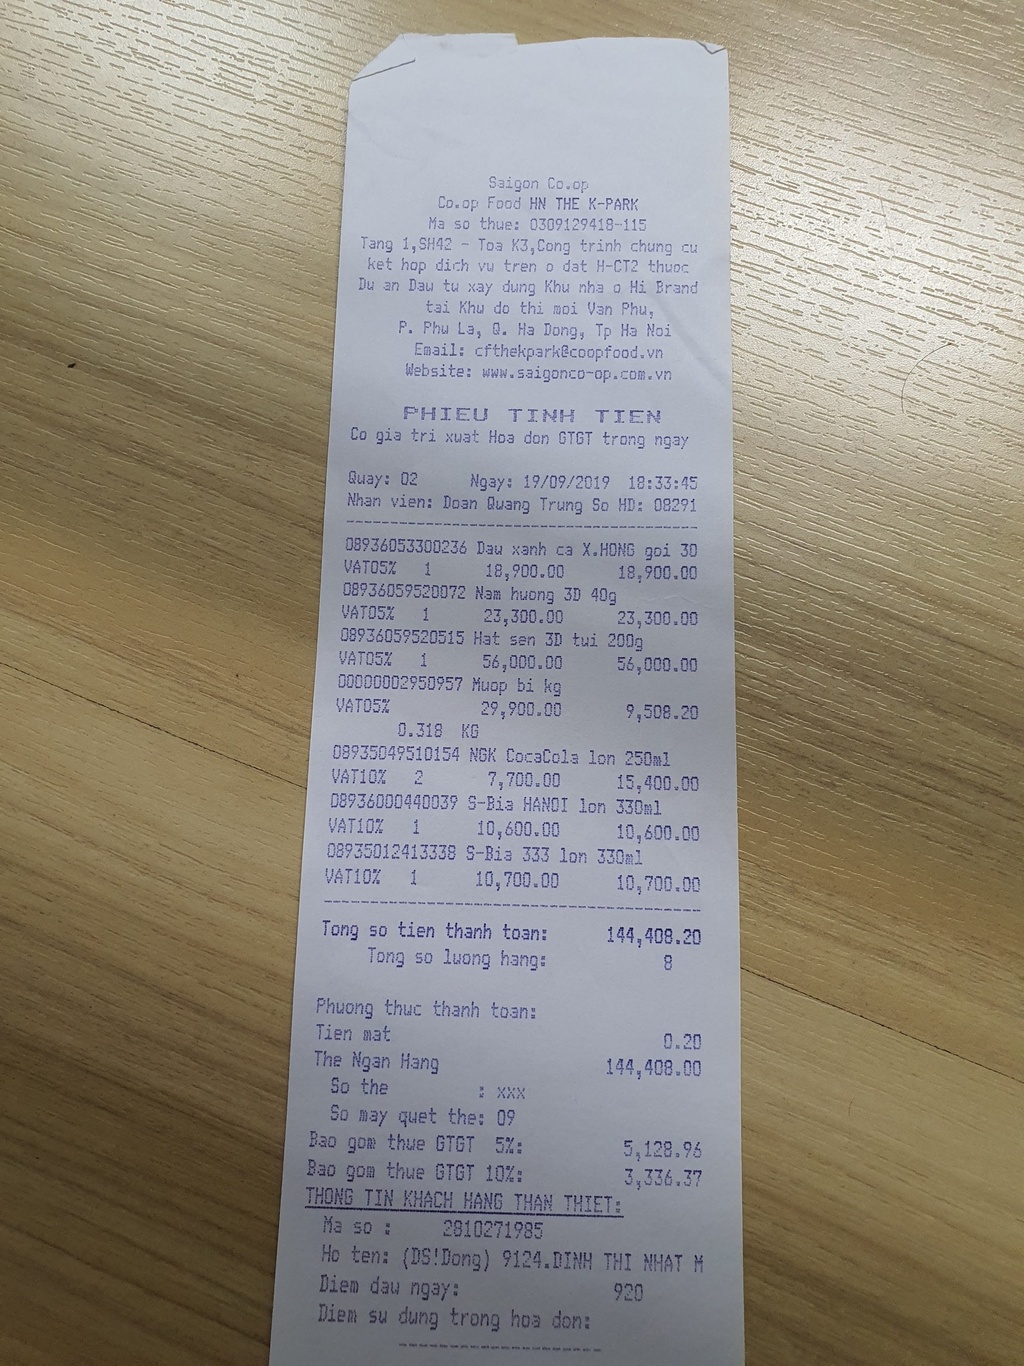 Saigon Co.op
Co.op Food HN THE K-PARK
Ma so thue: 0309129418-115
Tang 1,SH42 - Toa K3,Cong trinh chung cu
ket hop dich vu tren o dat H-CT2 thuoc
Du an Dau tu xay dung Khu nha o Hi Brand
tai Khu do thi moi Van Phu,
P. Phu La, Q. Ha Dong, Tp Ha Noi
Email: cfthekpark@coopfood.vn
Website: www.saigonco-op.com.vn
PHIEU TINH TIEN
Co gia tri xuat Hoa don GTGT trong ngay
Quay: 02 Ngay: 19/09/2019 18:33:45
Nhan vien: Doan Quang Trung So HD: 08291
08936053300236 Dau xanh ca X.HONG goi 30
VAT05% 1 18,900.00 18,900.00
08936059520072 Nam huong 3D 40g
VAT05% 1 23,300.00 23,300.00
08936059520515 Hat sen 3D tui 200g
VAT05% 1 56,000.00 56,000.00
00000002950957 Muop bi kg
VAT05% 29,900.00 9,508.20
0.318 KG
08935049510154 NGK CocaCola lon 250ml
VAT10% 2 7,700.00 15,400.00
08936000440039 S-Bia HANOI lon 330ml
VAT10% 1 10,600.00 10,600.00
08935012413338 S-Bia 333 lon 330ml
VAT10% 1 10,700.00 10,700.00
Tong so tien thanh toan: 144,408.20
Tong so luong hang: 8
Phuong thuc thanh toan:
Tien mat 0.20
The Ngan Hang 144,408.00
So the : xxx
So may quet the: 09
Bao gom thue GTGT 5%: 5,128.96
Bao gom thue GTGT 10%: 3,336.37
THONG TIN KHACH HANG THAN THIET:
Ma so : 2810271985
Ho ten: (DS!Dong) 9124.DINH THI NHAT M
Diem dau ngay: 920
Diem su dung trong hoa don: